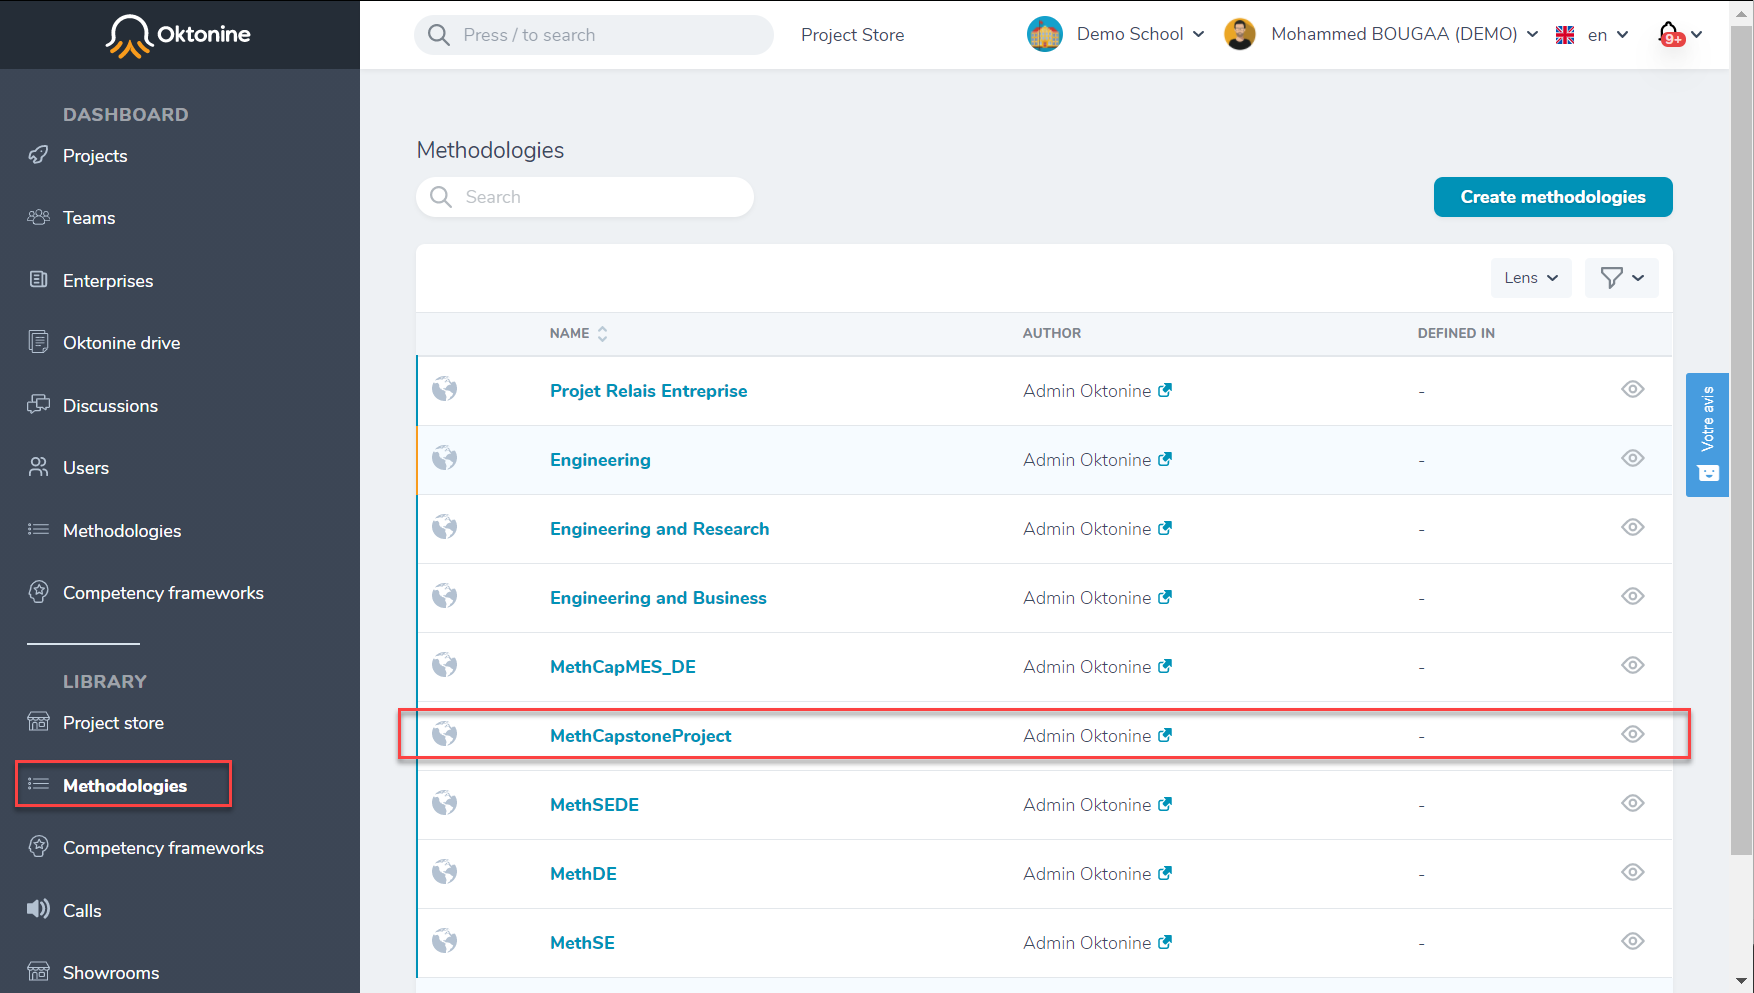 Oktonine
Press / to search
Project Store
Demo School
Mohammed BOUGAA (DEMO)
en
9+
DASHBOARD
Projects
Teams
Enterprises
Oktonine drive
Discussions
Users
Methodologies
Competency frameworks
LIBRARY
Project store
Methodologies
Competency frameworks
Calls
Showrooms
Methodologies
Search
Create methodologies
Lens
NAME AUTHOR DEFINED IN
Projet Relais Entreprise Admin Oktonine -
Engineering Admin Oktonine -
Engineering and Research Admin Oktonine -
Engineering and Business Admin Oktonine -
MethCapMES_DE Admin Oktonine -
MethCapstoneProject Admin Oktonine -
MethSEDE Admin Oktonine -
MethDE Admin Oktonine -
MethSE Admin Oktonine -
Votre avis